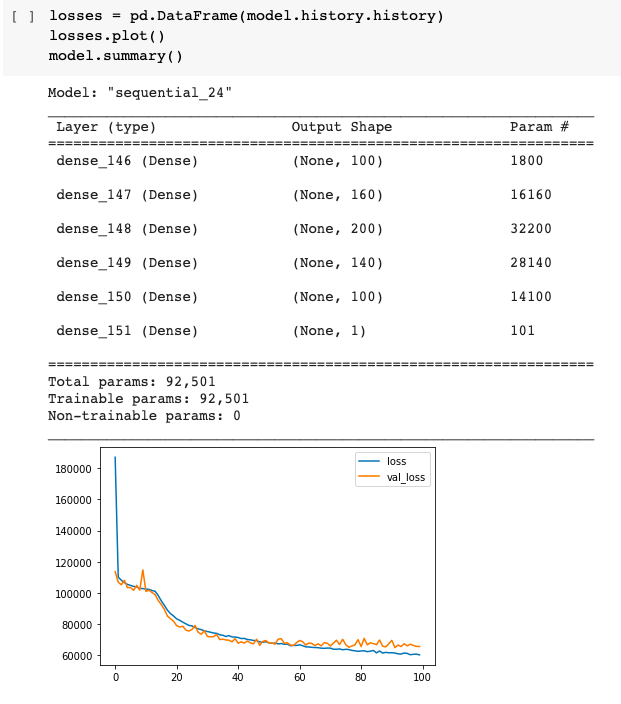 [ ] losses = pd.DataFrame(model.history.history)
losses.plot()
model.summary()
Model: "sequential_24"
Layer (type) Output Shape Param #
=================================================================
dense_146 (Dense) (None, 100) 1800
dense_147 (Dense) (None, 160) 16160
dense_148 (Dense) (None, 200) 32200
dense_149 (Dense) (None, 140) 28140
dense_150 (Dense) (None, 100) 14100
dense_151 (Dense) (None, 1) 101
=================================================================
Total params: 92,501
Trainable params: 92,501
Non-trainable params: 0
loss
val_loss
180000
160000
140000
120000
100000
80000
60000
0 20 40 60 80 100